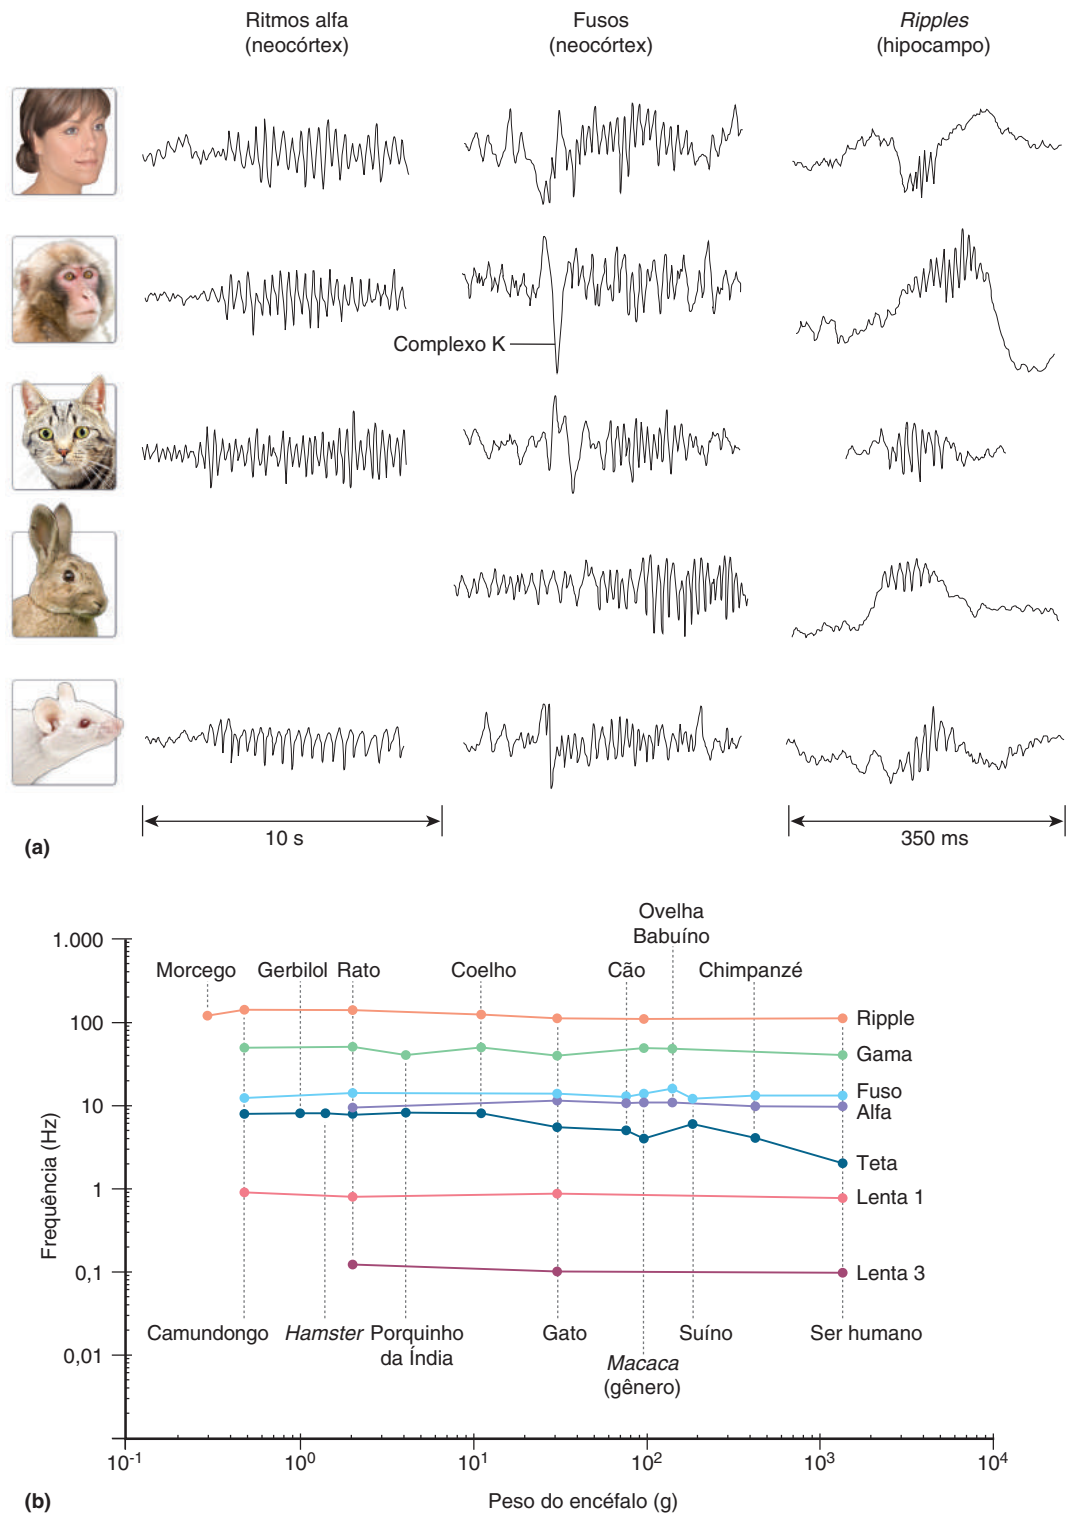 Ritmos alfa
(neocórtex)
Fusos
(neocórtex)
Ripples
(hipocampo)
Complexo K
10 s
350 ms
(a)
Ovelha
Babuíno
Morcego
Gerbilol
Rato
Coelho
Cão
Chimpanzé
1.000
100
10
1
0,1
0,01
Frequência (Hz)
Ripple
Gama
Fuso
Alfa
Teta
Lenta 1
Lenta 3
Camundongo
Hamster
Porquinho
da Índia
Gato
Macaca
(gênero)
Suíno
Ser humano
10-1
100
101
102
103
104
Peso do encéfalo (g)
(b)